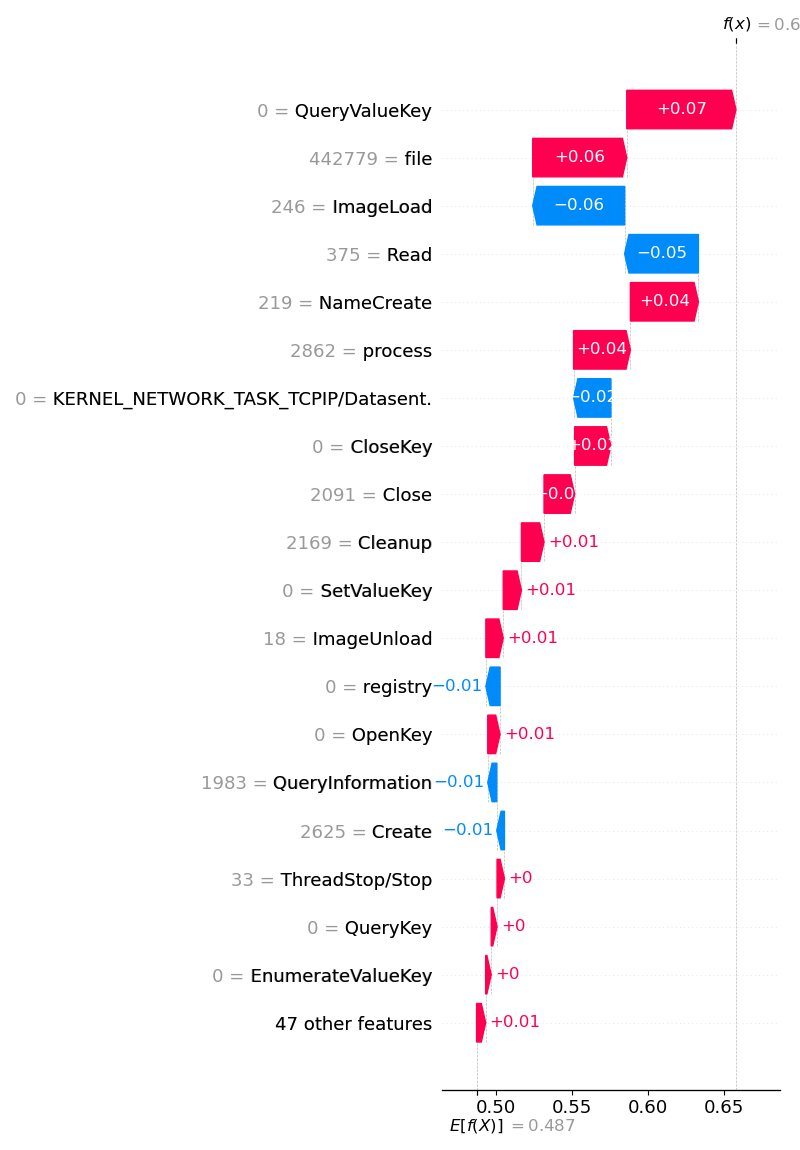 f(x) = 0.6
0 = QueryValueKey +0.07
442779 = file +0.06
246 = ImageLoad −0.06
375 = Read −0.05
219 = NameCreate +0.04
2862 = process +0.04
0 = KERNEL_NETWORK_TASK_TCPIP/Datasent. −0.02
0 = CloseKey +0.02
2091 = Close
2169 = Cleanup +0.01
0 = SetValueKey +0.01
18 = ImageUnload +0.01
0 = registry −0.01
0 = OpenKey +0.01
1983 = QueryInformation −0.01
2625 = Create −0.01
33 = ThreadStop/Stop +0
0 = QueryKey +0
0 = EnumerateValueKey +0
47 other features +0.01
0.50 0.55 0.60 0.65
E[f(X)] = 0.487